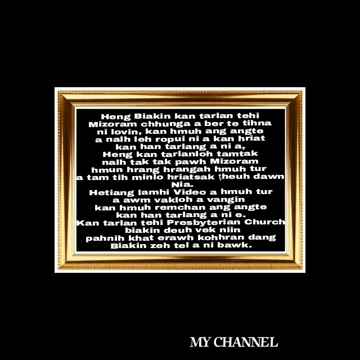 Heng Biakin kan tarlan tehi
Mizoram chhunga a ber te tihna
ni lovin, kan hmuh ang angte
a nalh leh ropui ni a kan hriat
kan han tarlang a ni a,
Heng kan tarlanloh tamtak
nalh tak tak pawh Mizoram
hmun hrang hrangah hmuh tur
a tam tih minlo hriatsak theuh dawn
Nia.
Hetiang lamhi Video a hmuh tur
a awm vakloh a vangin
kan hmuh remchan ang angte
kan han tarlang a ni e.
Kan tarlan tehi Presbyterian Church
biakin deuh vek niin
pahnih khat erawh kohhran dang
Biakin zeh tel a ni bawk.
MY CHANNEL